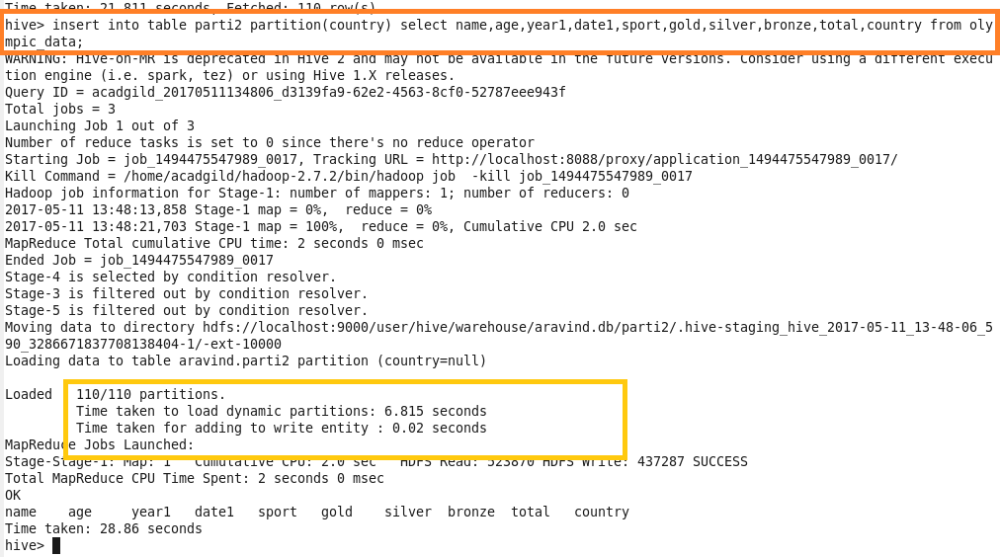 Time taken: 21.811 seconds, Fetched: 110 row(s)
hive> insert into table parti2 partition(country) select name,age,year1,date1,sport,gold,silver,bronze,total,country from oly
mpic_data;
WARNING: Hive-on-MR is deprecated in Hive 2 and may not be available in the future versions. Consider using a different execu
tion engine (i.e. spark, tez) or using Hive 1.X releases.
Query ID = acadgild_20170511134806_d3139fa9-62e2-4563-8cf0-52787eee943f
Total jobs = 3
Launching Job 1 out of 3
Number of reduce tasks is set to 0 since there's no reduce operator
Starting Job = job_1494475547989_0017, Tracking URL = http://localhost:8088/proxy/application_1494475547989_0017/
Kill Command = /home/acadgild/hadoop-2.7.2/bin/hadoop job  -kill job_1494475547989_0017
Hadoop job information for Stage-1: number of mappers: 1; number of reducers: 0
2017-05-11 13:48:13,858 Stage-1 map = 0%,  reduce = 0%
2017-05-11 13:48:21,703 Stage-1 map = 100%,  reduce = 0%, Cumulative CPU 2.0 sec
MapReduce Total cumulative CPU time: 2 seconds 0 msec
Ended Job = job_1494475547989_0017
Stage-4 is selected by condition resolver.
Stage-3 is filtered out by condition resolver.
Stage-5 is filtered out by condition resolver.
Moving data to directory hdfs://localhost:9000/user/hive/warehouse/aravind.db/parti2/.hive-staging_hive_2017-05-11_13-48-06_5
90_3286671837708138404-1/-ext-10000
Loading data to table aravind.parti2 partition (country=null)
Loaded   110/110 partitions.
Time taken to load dynamic partitions: 6.815 seconds
Time taken for adding to write entity : 0.02 seconds
MapReduce Jobs Launched:
Stage-Stage-1: Map: 1   Cumulative CPU: 2.0 sec   HDFS Read: 523870 HDFS Write: 437287 SUCCESS
Total MapReduce CPU Time Spent: 2 seconds 0 msec
OK
name    age     year1   date1   sport   gold    silver  bronze  total   country
Time taken: 28.86 seconds
hive>